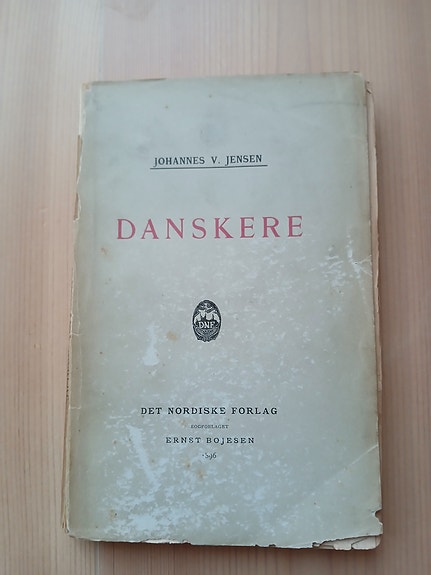 JOHANNES V. JENSEN
DANSKERE
DNF
DET NORDISKE FORLAG
BOGFORLAGET
ERNST BOJESEN
1896